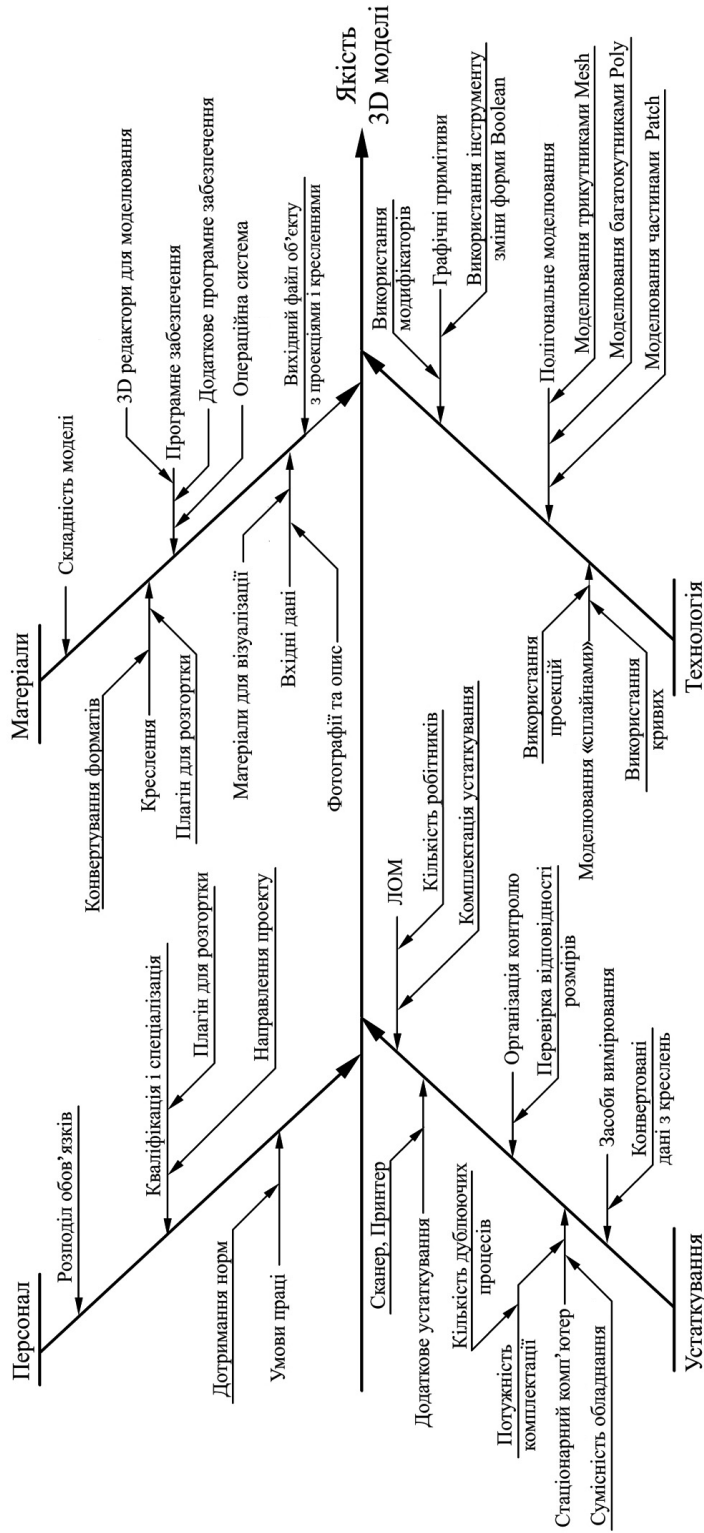 Персонал
Розподіл обов’язків
Кваліфікація і спеціалізація
Плагін для розгортки
Направлення проекту
Дотримання норм
Умови праці
Матеріали
Складність моделі
3D редактори для моделювання
Програмне забезпечення
Додаткове програмне забезпечення
Операційна система
Конвертування форматів
Креслення
Плагін для розгортки
Вихідний файл об’єкту
з проекціями і кресленнями
Матеріали для візуалізації
Вхідні дані
Фотографії та опис
Якість
3D моделі
ЛОМ
Кількість робітників
Комплектація устаткування
Сканер, Принтер
Додаткове устаткування
Організація контролю
Перевірка відповідності
розмірів
Кількість дублюючих
процесів
Потужність
комплектації
Стаціонарний комп’ютер
Сумісність обладнання
Засоби вимірювання
Конвертовані
дані з креслень
Устаткування
Використання
модифікаторів
Графічні примітиви
Використання інструменту
зміни форми Boolean
Полігональне моделювання
Моделювання трикутниками Mesh
Моделювання багатокутниками Poly
Моделювання частинами Patch
Використання
проекцій
Моделювання «сплайнами»
Використання
кривих
Технологія